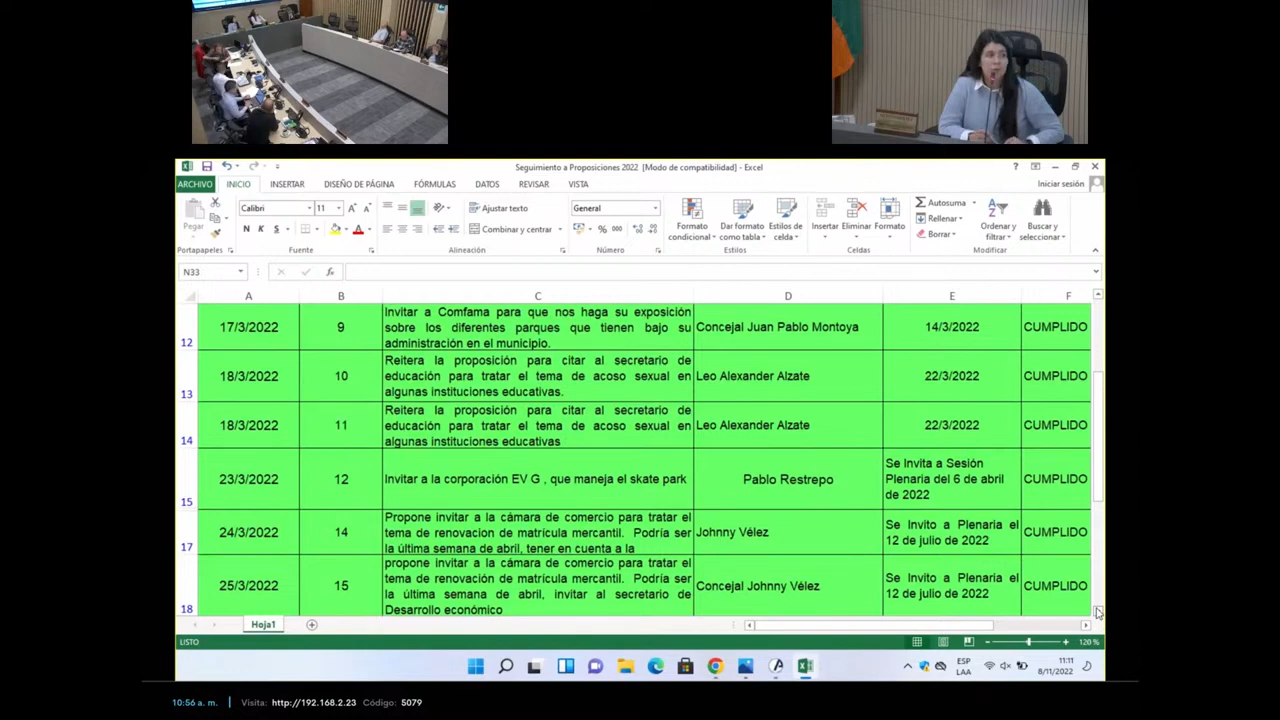 Seguimiento a Proposiciones 2022 [Modo de compatibilidad] - Excel
ARCHIVO INICIO INSERTAR DISEÑO DE PÁGINA FÓRMULAS DATOS REVISAR VISTA Iniciar sesión
Pegar Calibri 11 Ajustar texto General Formato condicional Dar formato como tabla Estilos de celda Insertar Eliminar Formato Autosuma Ordenar y filtrar Buscar y seleccionar
N K S Combinar y centrar % 000 Rellenar
Borrar
Portapapeles Fuente Alineación Número Estilos Celdas Modificar
N33 fx
A B C D E F
12 17/3/2022 9 Invitar a Comfama para que nos haga su exposición sobre los diferentes parques que tienen bajo su administración en el municipio. Concejal Juan Pablo Montoya 14/3/2022 CUMPLIDO
13 18/3/2022 10 Reitera la proposición para citar al secretario de educación para tratar el tema de acoso sexual en algunas instituciones educativas. Leo Alexander Alzate 22/3/2022 CUMPLIDO
14 18/3/2022 11 Reitera la proposición para citar al secretario de educación para tratar el tema de acoso sexual en algunas instituciones educativas Leo Alexander Alzate 22/3/2022 CUMPLIDO
15 23/3/2022 12 Invitar a la corporación EV G , que maneja el skate park Pablo Restrepo Se Invita a Sesión Plenaria del 6 de abril de 2022 CUMPLIDO
17 24/3/2022 14 Propone invitar a la cámara de comercio para tratar el tema de renovacion de matrícula mercantil. Podría ser la última semana de abril, tener en cuenta a la Johnny Vélez Se Invito a Plenaria el 12 de julio de 2022 CUMPLIDO
18 25/3/2022 15 propone invitar a la cámara de comercio para tratar el tema de renovación de matrícula mercantil. Podría ser la última semana de abril, invitar al secretario de Desarrollo económico Concejal Johnny Vélez Se Invito a Plenaria el 12 de julio de 2022 CUMPLIDO
Hoja1
LISTO 120 %
ESP LAA 11:11 8/11/2022
10:56 a. m. | Visita: http://192.168.2.23 Código: 5079